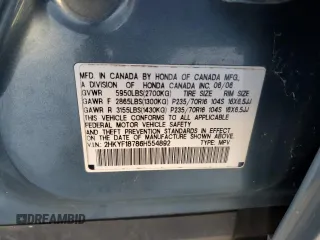 MFD. IN CANADA BY HONDA OF CANADA MFG.,
A DIVISION OF HONDA CANADA INC. 06/06
GVWR 5950LBS(2700KG) TIRE SIZE RIM SIZE
GAWR F 2865LBS(1300KG) P235/70R16 104S 16X6.5JJ
GAWR R 3155LBS(1430KG) P235/70R16 104S 16X6.5JJ
THIS VEHICLE CONFORMS TO ALL APPLICABLE
FEDERAL MOTOR VEHICLE SAFETY STANDARDS
IN EFFECT ON THE DATE OF MANUFACTURE
SHOWN ABOVE.
VIN: 2HKYF18786H554892 TYPE: MPV
© DREAMBID